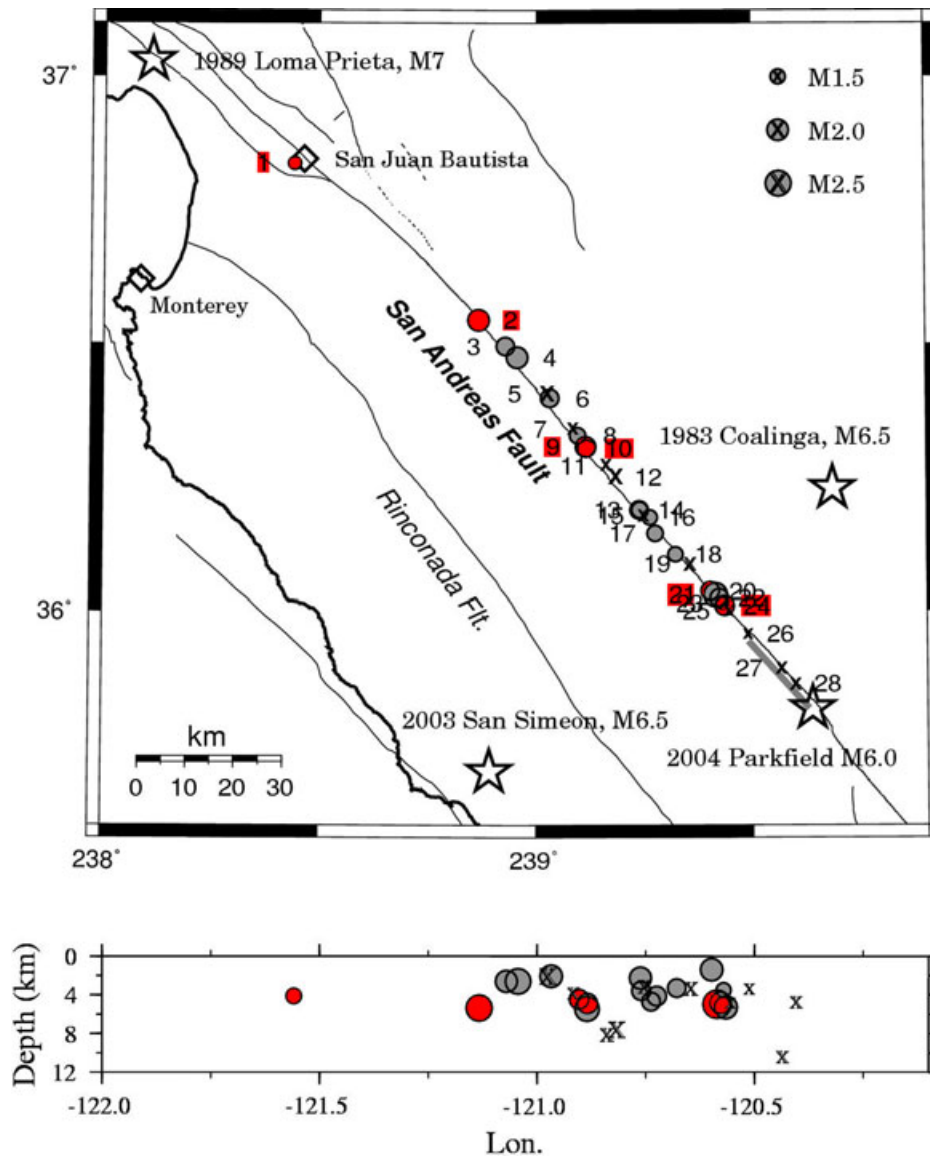 37°
1989 Loma Prieta, M7
M1.5
M2.0
M2.5
1
San Juan Bautista
Monterey
2
3
4
5
6
7
8
9
10
11
12
San Andreas Fault
1983 Coalinga, M6.5
Rinconada Flt.
13
14
15
16
17
18
19
36°
21
20
24
25
26
27
28
2003 San Simeon, M6.5
2004 Parkfield M6.0
km
0 10 20 30
238°
239°
Depth (km)
0
4
8
12
-122.0 -121.5 -121.0 -120.5
Lon.